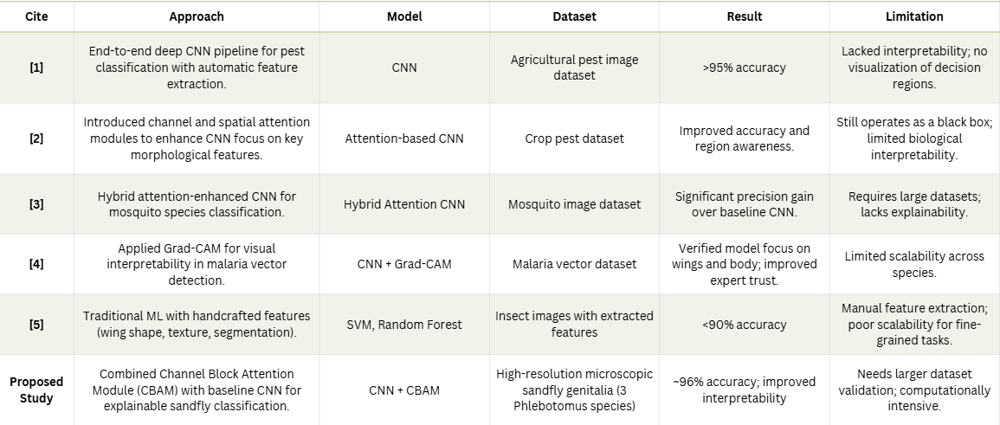 Cite Approach Model Dataset Result Limitation
[1]
End-to-end deep CNN pipeline for pest
classification with automatic feature
extraction.
CNN
Agricultural pest image
dataset
>95% accuracy
Lacked interpretability; no
visualization of decision
regions.
[2]
Introduced channel and spatial attention
modules to enhance CNN focus on key
morphological features.
Attention-based CNN
Crop pest dataset
Improved accuracy and
region awareness.
Still operates as a black box;
limited biological
interpretability.
[3]
Hybrid attention-enhanced CNN for
mosquito species classification.
Hybrid Attention CNN
Mosquito image dataset
Significant precision gain
over baseline CNN.
Requires large datasets;
lacks explainability.
[4]
Applied Grad-CAM for visual
interpretability in malaria vector
detection.
CNN + Grad-CAM
Malaria vector dataset
Verified model focus on
wings and body; improved
expert trust.
Limited scalability across
species.
[5]
Traditional ML with handcrafted features
(wing shape, texture, segmentation).
SVM, Random Forest
Insect images with extracted
features
<90% accuracy
Manual feature extraction;
poor scalability for fine-
grained tasks.
Proposed
Study
Combined Channel Block Attention
Module (CBAM) with baseline CNN for
explainable sandfly classification.
CNN + CBAM
High-resolution microscopic
sandfly genitalia (3
Phlebotomus species)
~96% accuracy; improved
interpretability
Needs larger dataset
validation; computationally
intensive.